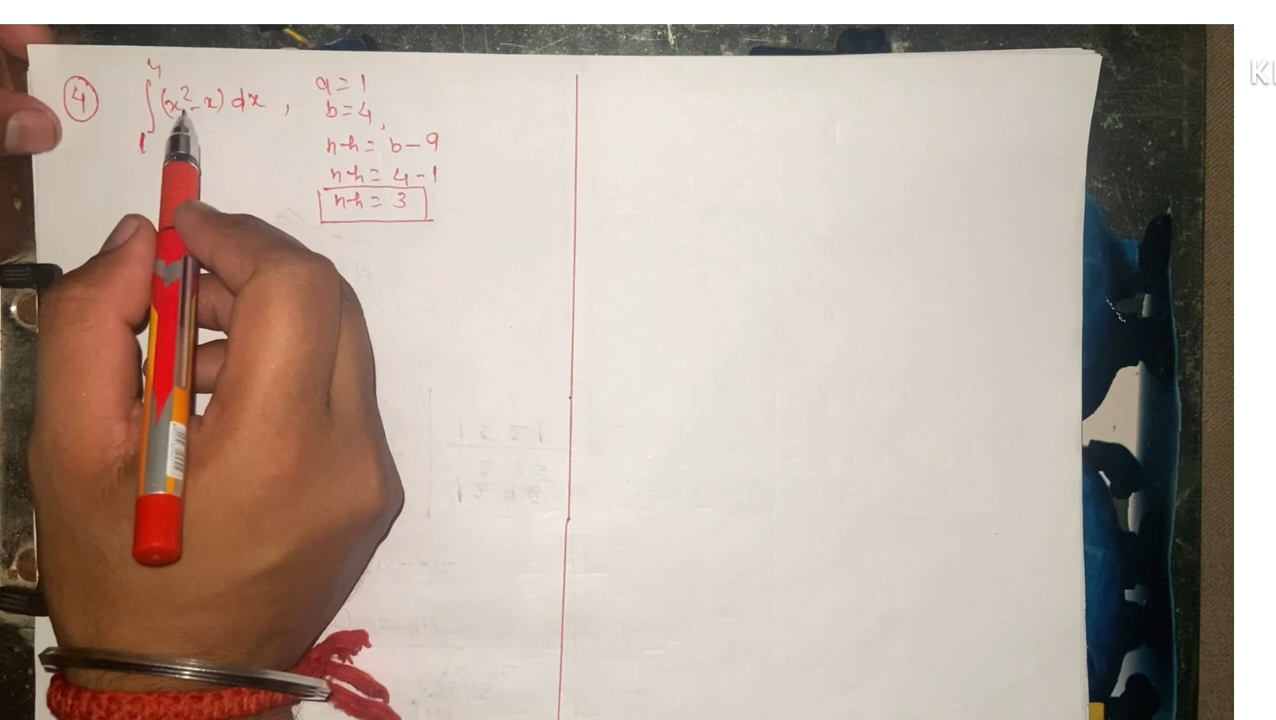 ④ ∫₁⁴ (x² - x) dx ,
a = 1
b = 4,
nh = b - a
nh = 4 - 1
nh = 3